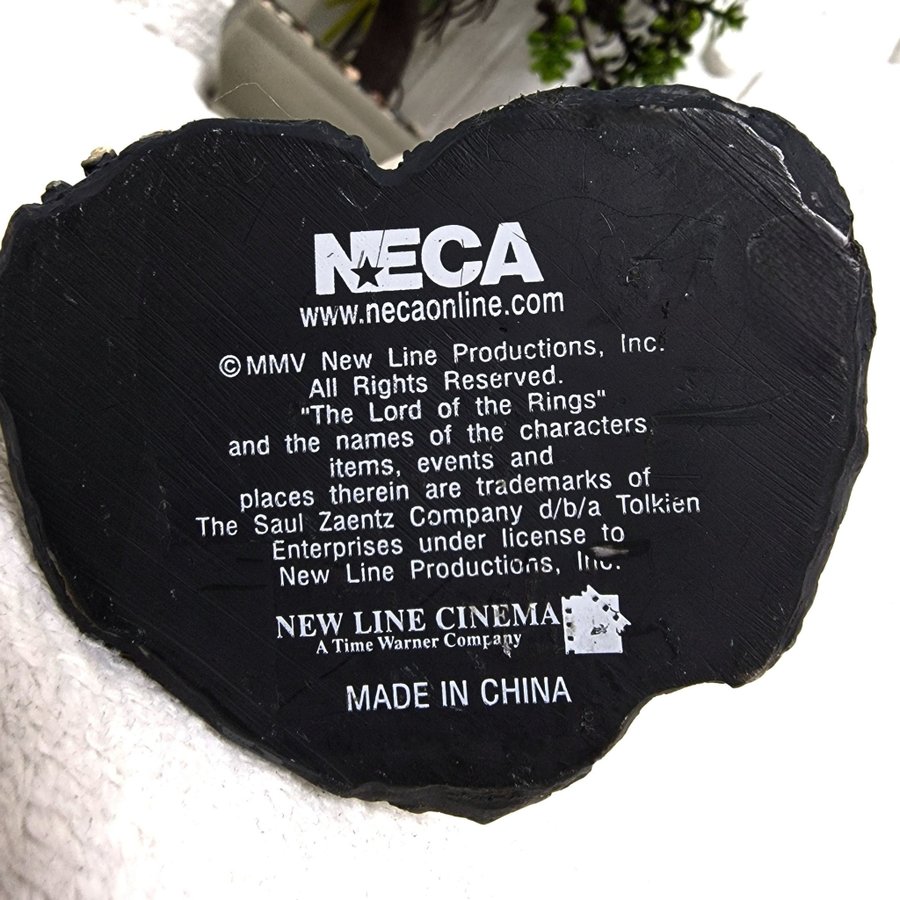 NECA
www.necaonline.com
©MMV New Line Productions, Inc.
All Rights Reserved.
"The Lord of the Rings"
and the names of the characters,
items, events and
places therein are trademarks of
The Saul Zaentz Company d/b/a Tolkien
Enterprises under license to
New Line Productions, Inc.
NEW LINE CINEMA
A Time Warner Company
MADE IN CHINA